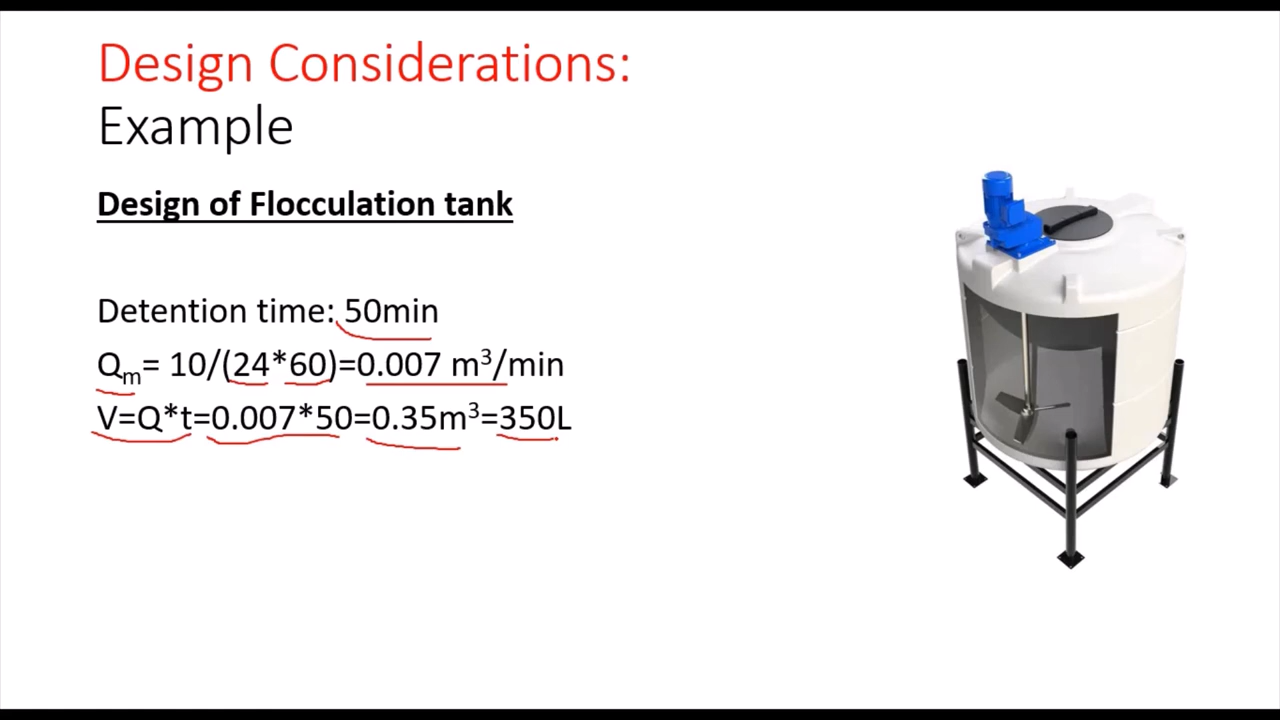 Design Considerations:
Example
Design of Flocculation tank
Detention time: 50min
Qₘ= 10/(24*60)=0.007 m³/min
V=Q*t=0.007*50=0.35m³=350L